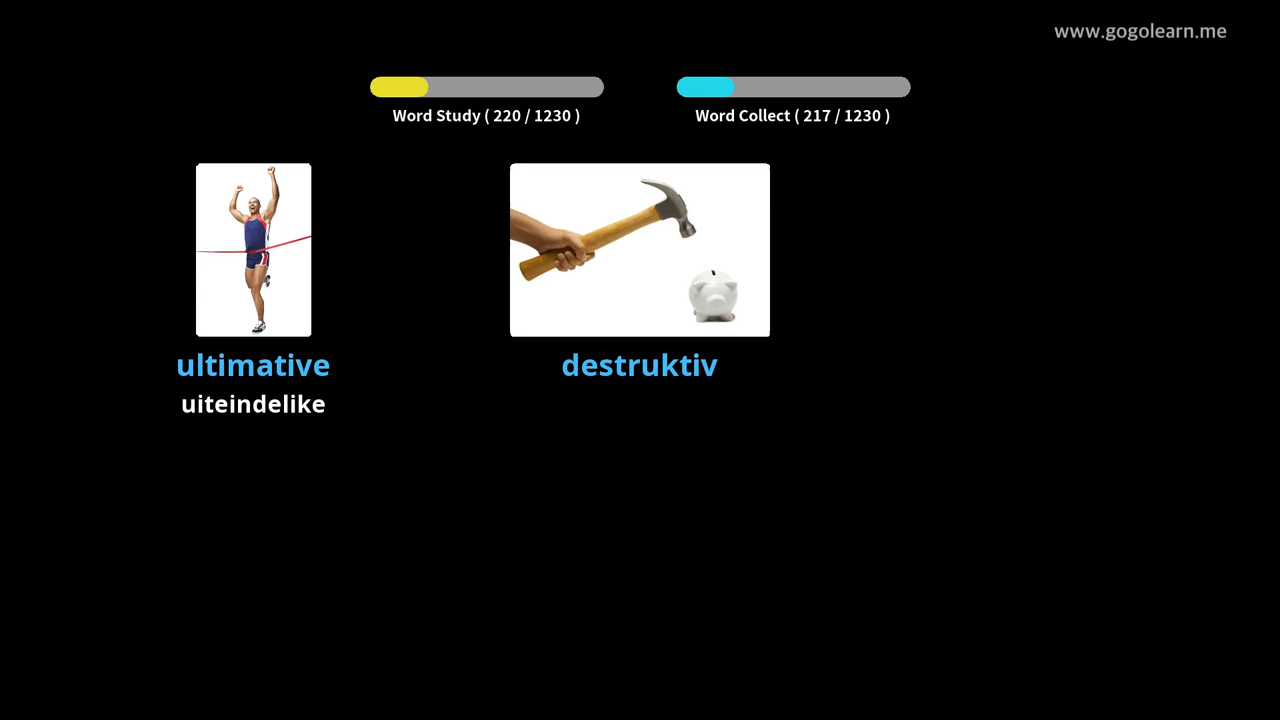 www.gogolearn.me
Word Study ( 220 / 1230 )
Word Collect ( 217 / 1230 )
ultimative
uiteindelike
destruktiv